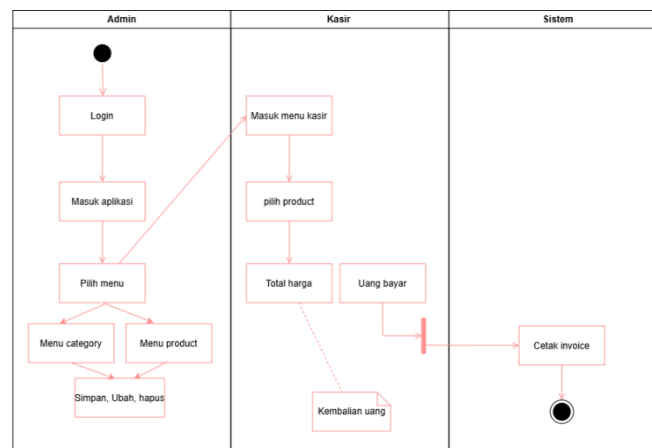 Admin
Kasir
Sistem
Login
Masuk menu kasir
Masuk aplikasi
pilih product
Pilih menu
Total harga
Uang bayar
Menu category
Menu product
Cetak invoice
Simpan, Ubah, hapus
Kembalian uang